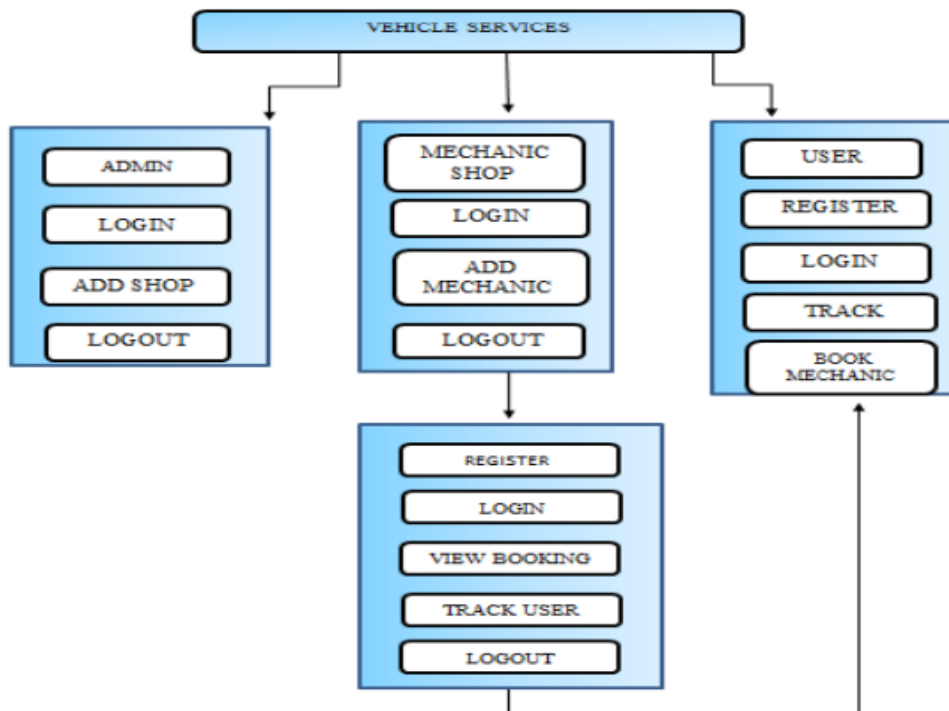 VEHICLE SERVICES
ADMIN
LOGIN
ADD SHOP
LOGOUT
MECHANIC
SHOP
LOGIN
ADD
MECHANIC
LOGOUT
USER
REGISTER
LOGIN
TRACK
BOOK
MECHANIC
REGISTER
LOGIN
VIEW BOOKING
TRACK USER
LOGOUT